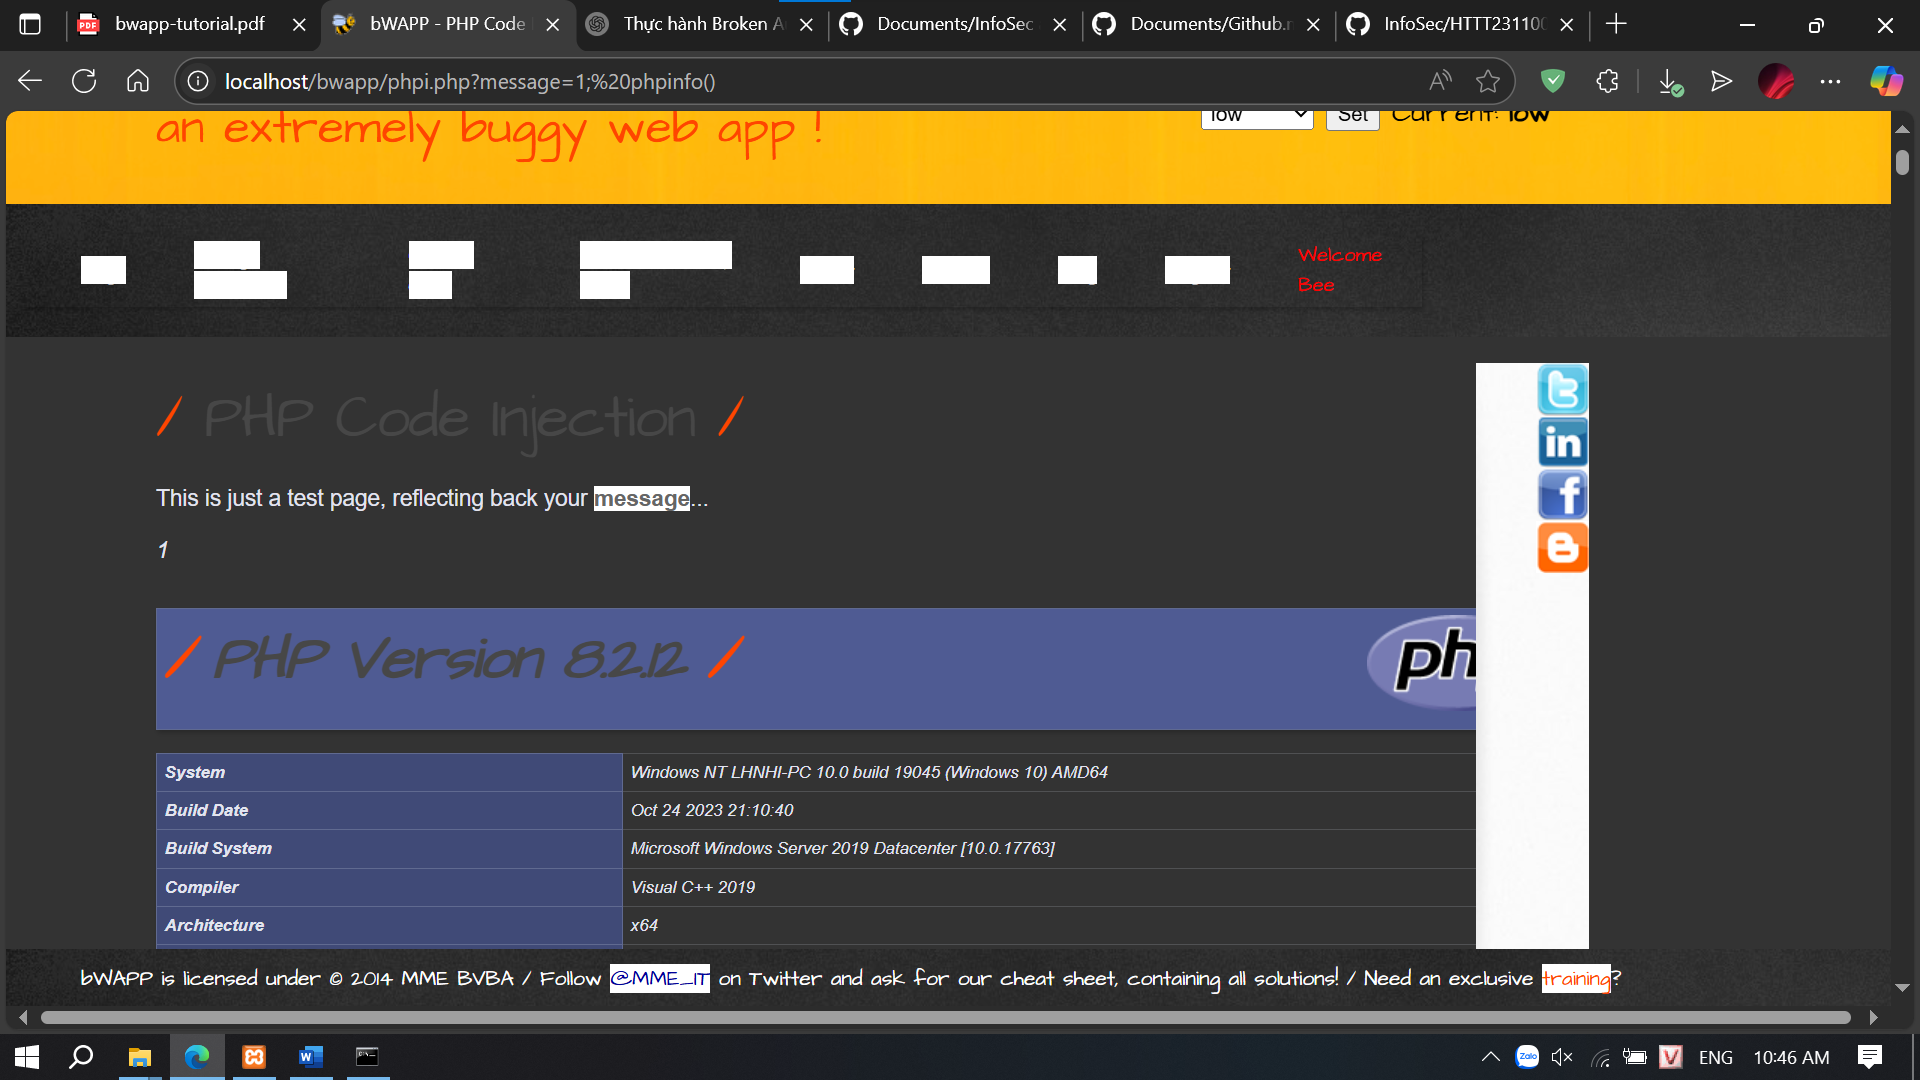 bwapp-tutorial.pdf
bWAPP - PHP Code
Thực hành Broken A
Documents/InfoSec
Documents/Github.
InfoSec/HTTT23110
localhost/bwapp/phpi.php?message=1;%20phpinfo()
an extremely buggy web app !
low
Set
Current: low
Welcome
Bee
/ PHP Code Injection /
This is just a test page, reflecting back your message...
1
/ PHP Version 8.2.12 /
ph
System Windows NT LHNHI-PC 10.0 build 19045 (Windows 10) AMD64
Build Date Oct 24 2023 21:10:40
Build System Microsoft Windows Server 2019 Datacenter [10.0.17763]
Compiler Visual C++ 2019
Architecture x64
bWAPP is licensed under © 2014 MME BVBA / Follow @MME_IT on Twitter and ask for our cheat sheet, containing all solutions! / Need an exclusive training?
ENG
10:46 AM